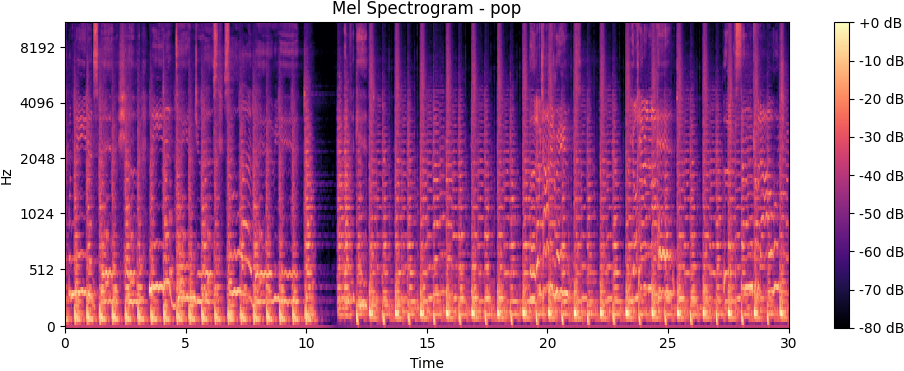 Mel Spectrogram - pop
8192
4096
2048
1024
512
0
Hz
0 5 10 15 20 25 30
Time
+0 dB
-10 dB
-20 dB
-30 dB
-40 dB
-50 dB
-60 dB
-70 dB
-80 dB